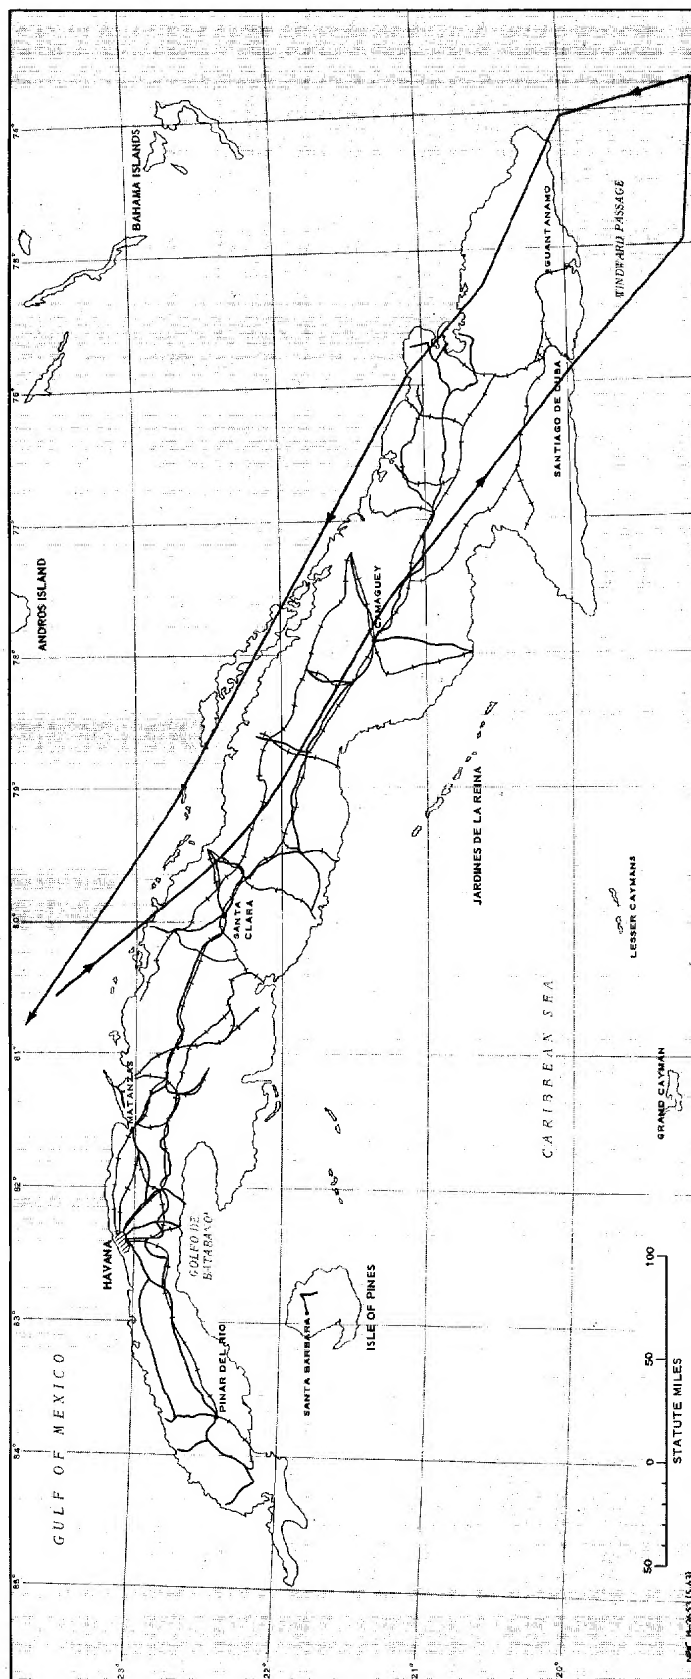 GULF OF MEXICO
HAVANA
MATANZAS
PINAR DEL RIO
GOLFO DE
BATABANO
SANTA BARBARA
ISLE OF PINES
SANTA
CLARA
CAMAGUEY
ANDROS ISLAND
BAHAMA ISLANDS
JARDINES DE LA REINA
CARIBBEAN SEA
LESSER CAYMANS
GRAND CAYMAN
SANTIAGO DE CUBA
GUANTANAMO
WINDWARD PASSAGE
84°
83°
82°
81°
80°
79°
78°
77°
76°
75°
74°
23°
22°
21°
20°
50 0 50 100
STATUTE MILES